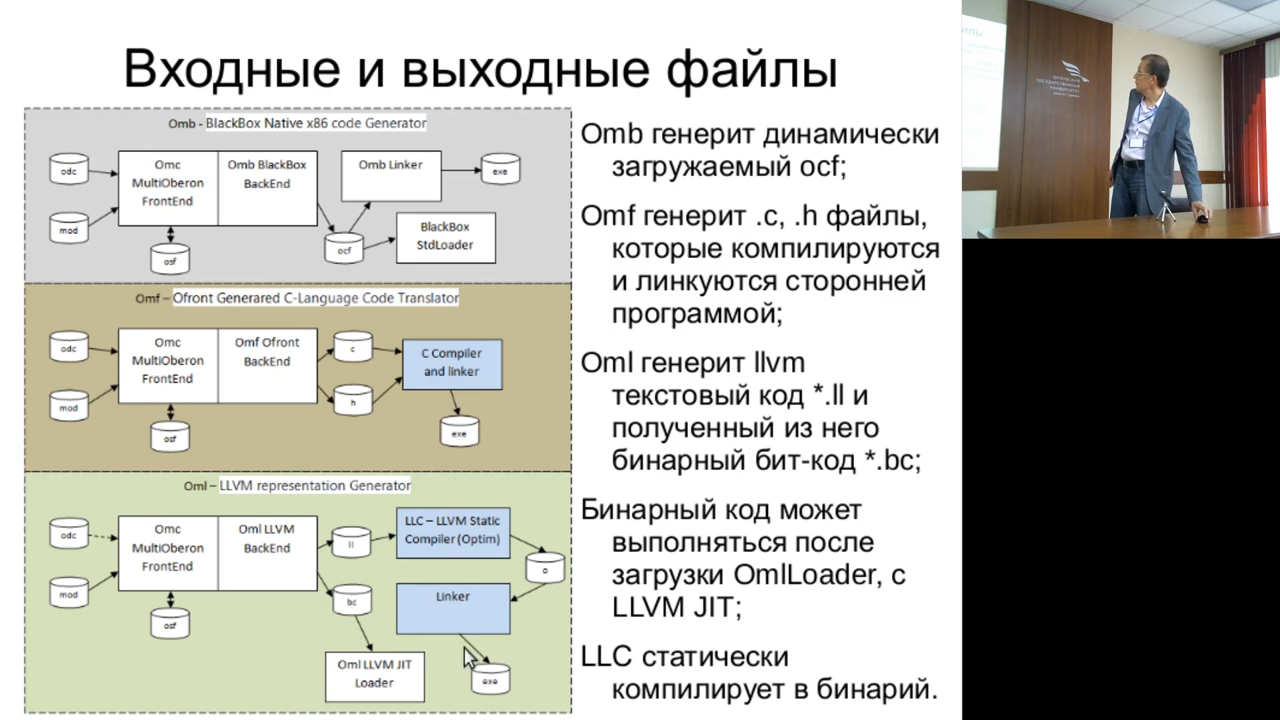 Входные и выходные файлы
Omb - BlackBox Native x86 code Generator
odc
mod
Omc
MultiOberon
FrontEnd
Omb BlackBox
BackEnd
osf
Omb Linker
exe
ocf
BlackBox
StdLoader
Omf – Ofront Generared C-Language Code Translator
odc
mod
Omc
MultiOberon
FrontEnd
Omf Ofront
BackEnd
osf
c
h
C Compiler
and linker
exe
Oml – LLVM representation Generator
odc
mod
Omc
MultiOberon
FrontEnd
Oml LLVM
BackEnd
osf
ll
bc
LLC – LLVM Static
Compiler (Optim)
o
Linker
Oml LLVM JIT
Loader
exe
Omb генерит динамически
загружаемый ocf;
Omf генерит .c, .h файлы,
которые компилируются
и линкуются сторонней
программой;
Oml генерит llvm
текстовый код *.ll и
полученный из него
бинарный бит-код *.bc;
Бинарный код может
выполняться после
загрузки OmlLoader, с
LLVM JIT;
LLC статически
компилирует в бинарий.
ОРЛОВСКИЙ
ГОСУДАРСТВЕННЫЙ
УНИВЕРСИТЕТ